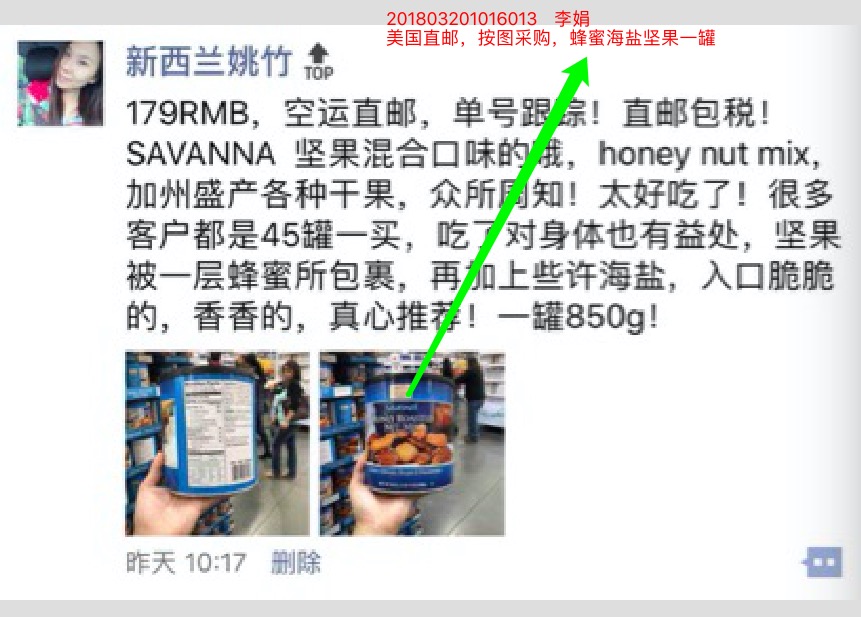 201803201016013 李娟
美国直邮，按图采购，蜂蜜海盐坚果一罐
新西兰姚竹
TOP
179RMB，空运直邮，单号跟踪！直邮包税！
SAVANNA 坚果混合口味的哦，honey nut mix，
加州盛产各种干果，众所周知！太好吃了！很多
客户都是45罐一买，吃了对身体也有益处，坚果
被一层蜂蜜所包裹，再加上些许海盐，入口脆脆
的，香香的，真心推荐！一罐850g！
昨天 10:17 删除